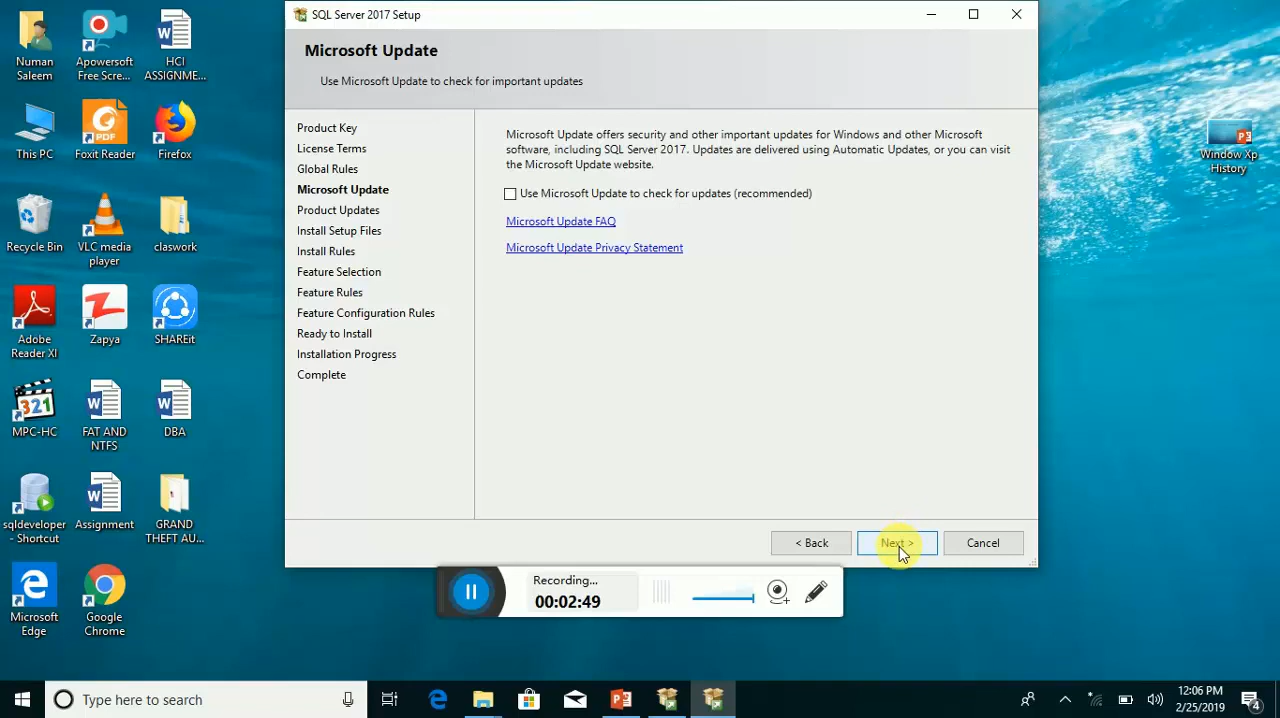 SQL Server 2017 Setup
Microsoft Update
Use Microsoft Update to check for important updates
Product Key
License Terms
Global Rules
Microsoft Update
Product Updates
Install Setup Files
Install Rules
Feature Selection
Feature Rules
Feature Configuration Rules
Ready to Install
Installation Progress
Complete
Microsoft Update offers security and other important updates for Windows and other Microsoft
software, including SQL Server 2017. Updates are delivered using Automatic Updates, or you can visit
the Microsoft Update website.
Use Microsoft Update to check for updates (recommended)
Microsoft Update FAQ
Microsoft Update Privacy Statement
< Back
Next >
Cancel
Recording...
00:02:49
Numan
Saleem
Apowersoft
Free Scre...
HCI
ASSIGNME...
This PC
Foxit Reader
Firefox
Recycle Bin
VLC media
player
claswork
Adobe
Reader XI
Zapya
SHAREit
MPC-HC
FAT AND
NTFS
DBA
sqldeveloper
- Shortcut
Assignment
GRAND
THEFT AU...
Microsoft
Edge
Google
Chrome
Window Xp
History
Type here to search
12:06 PM
2/25/2019
4
PDF
321